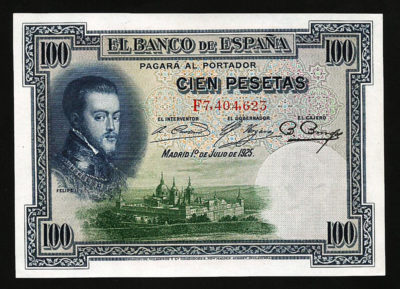 100 EL BANCO DE ESPAÑA 100
PAGARÁ AL PORTADOR
CIEN PESETAS
F7,404,623
EL INTERVENTOR EL GOBERNADOR EL CAJERO
Madrid 1º de Julio de 1925.
FELIPE
100 100